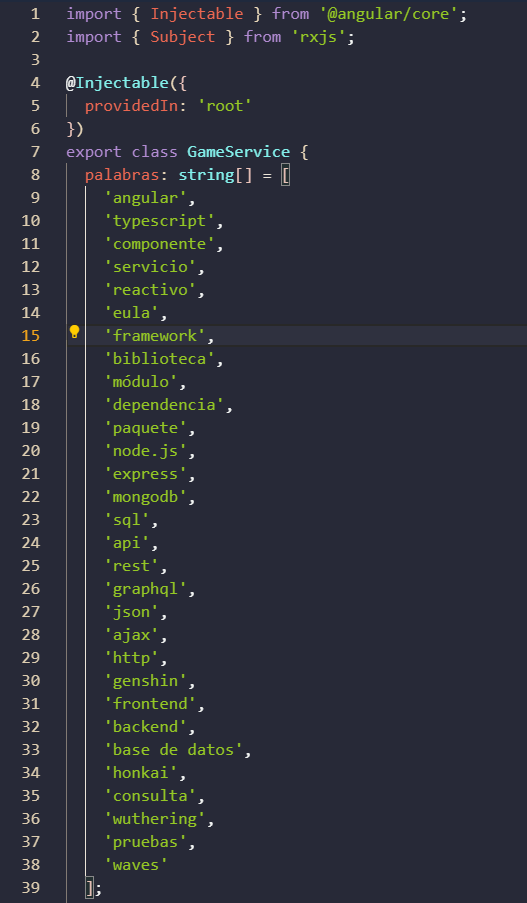 1 import { Injectable } from '@angular/core';
2 import { Subject } from 'rxjs';
3
4 @Injectable({
5 providedIn: 'root'
6 })
7 export class GameService {
8 palabras: string[] = [
9 'angular',
10 'typescript',
11 'componente',
12 'servicio',
13 'reactivo',
14 'eula',
15 'framework',
16 'biblioteca',
17 'módulo',
18 'dependencia',
19 'paquete',
20 'node.js',
21 'express',
22 'mongodb',
23 'sql',
24 'api',
25 'rest',
26 'graphql',
27 'json',
28 'ajax',
29 'http',
30 'genshin',
31 'frontend',
32 'backend',
33 'base de datos',
34 'honkai',
35 'consulta',
36 'wuthering',
37 'pruebas',
38 'waves'
39 ];